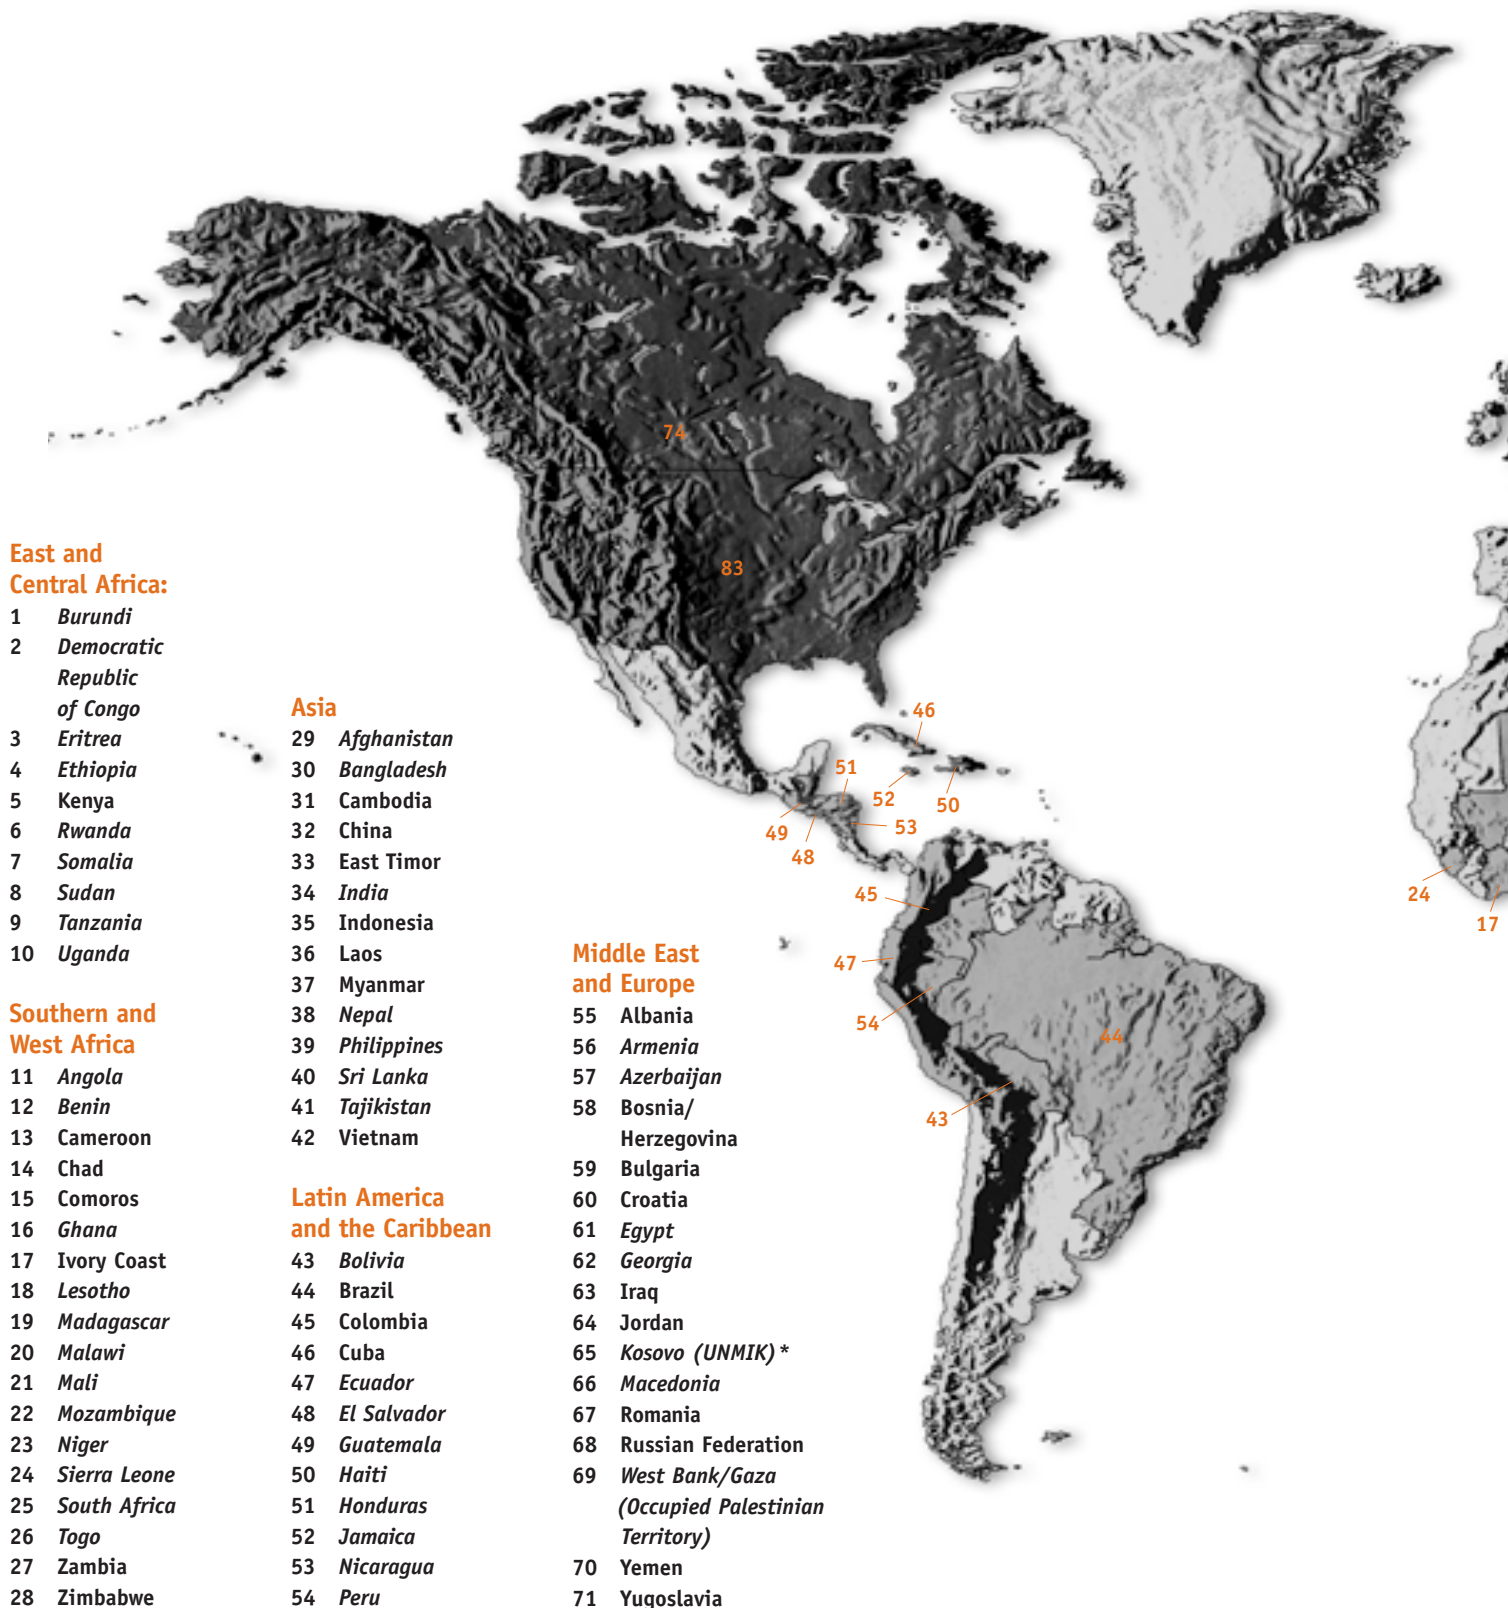 74
83
46
51
52
50
49
53
48
45
47
54
44
43
24
17
East and
Central Africa:
1 Burundi
2 Democratic
Republic
of Congo
3 Eritrea
4 Ethiopia
5 Kenya
6 Rwanda
7 Somalia
8 Sudan
9 Tanzania
10 Uganda
Southern and
West Africa
11 Angola
12 Benin
13 Cameroon
14 Chad
15 Comoros
16 Ghana
17 Ivory Coast
18 Lesotho
19 Madagascar
20 Malawi
21 Mali
22 Mozambique
23 Niger
24 Sierra Leone
25 South Africa
26 Togo
27 Zambia
28 Zimbabwe
Asia
29 Afghanistan
30 Bangladesh
31 Cambodia
32 China
33 East Timor
34 India
35 Indonesia
36 Laos
37 Myanmar
38 Nepal
39 Philippines
40 Sri Lanka
41 Tajikistan
42 Vietnam
Latin America
and the Caribbean
43 Bolivia
44 Brazil
45 Colombia
46 Cuba
47 Ecuador
48 El Salvador
49 Guatemala
50 Haiti
51 Honduras
52 Jamaica
53 Nicaragua
54 Peru
Middle East
and Europe
55 Albania
56 Armenia
57 Azerbaijan
58 Bosnia/
Herzegovina
59 Bulgaria
60 Croatia
61 Egypt
62 Georgia
63 Iraq
64 Jordan
65 Kosovo (UNMIK)*
66 Macedonia
67 Romania
68 Russian Federation
69 West Bank/Gaza
(Occupied Palestinian
Territory)
70 Yemen
71 Yugoslavia